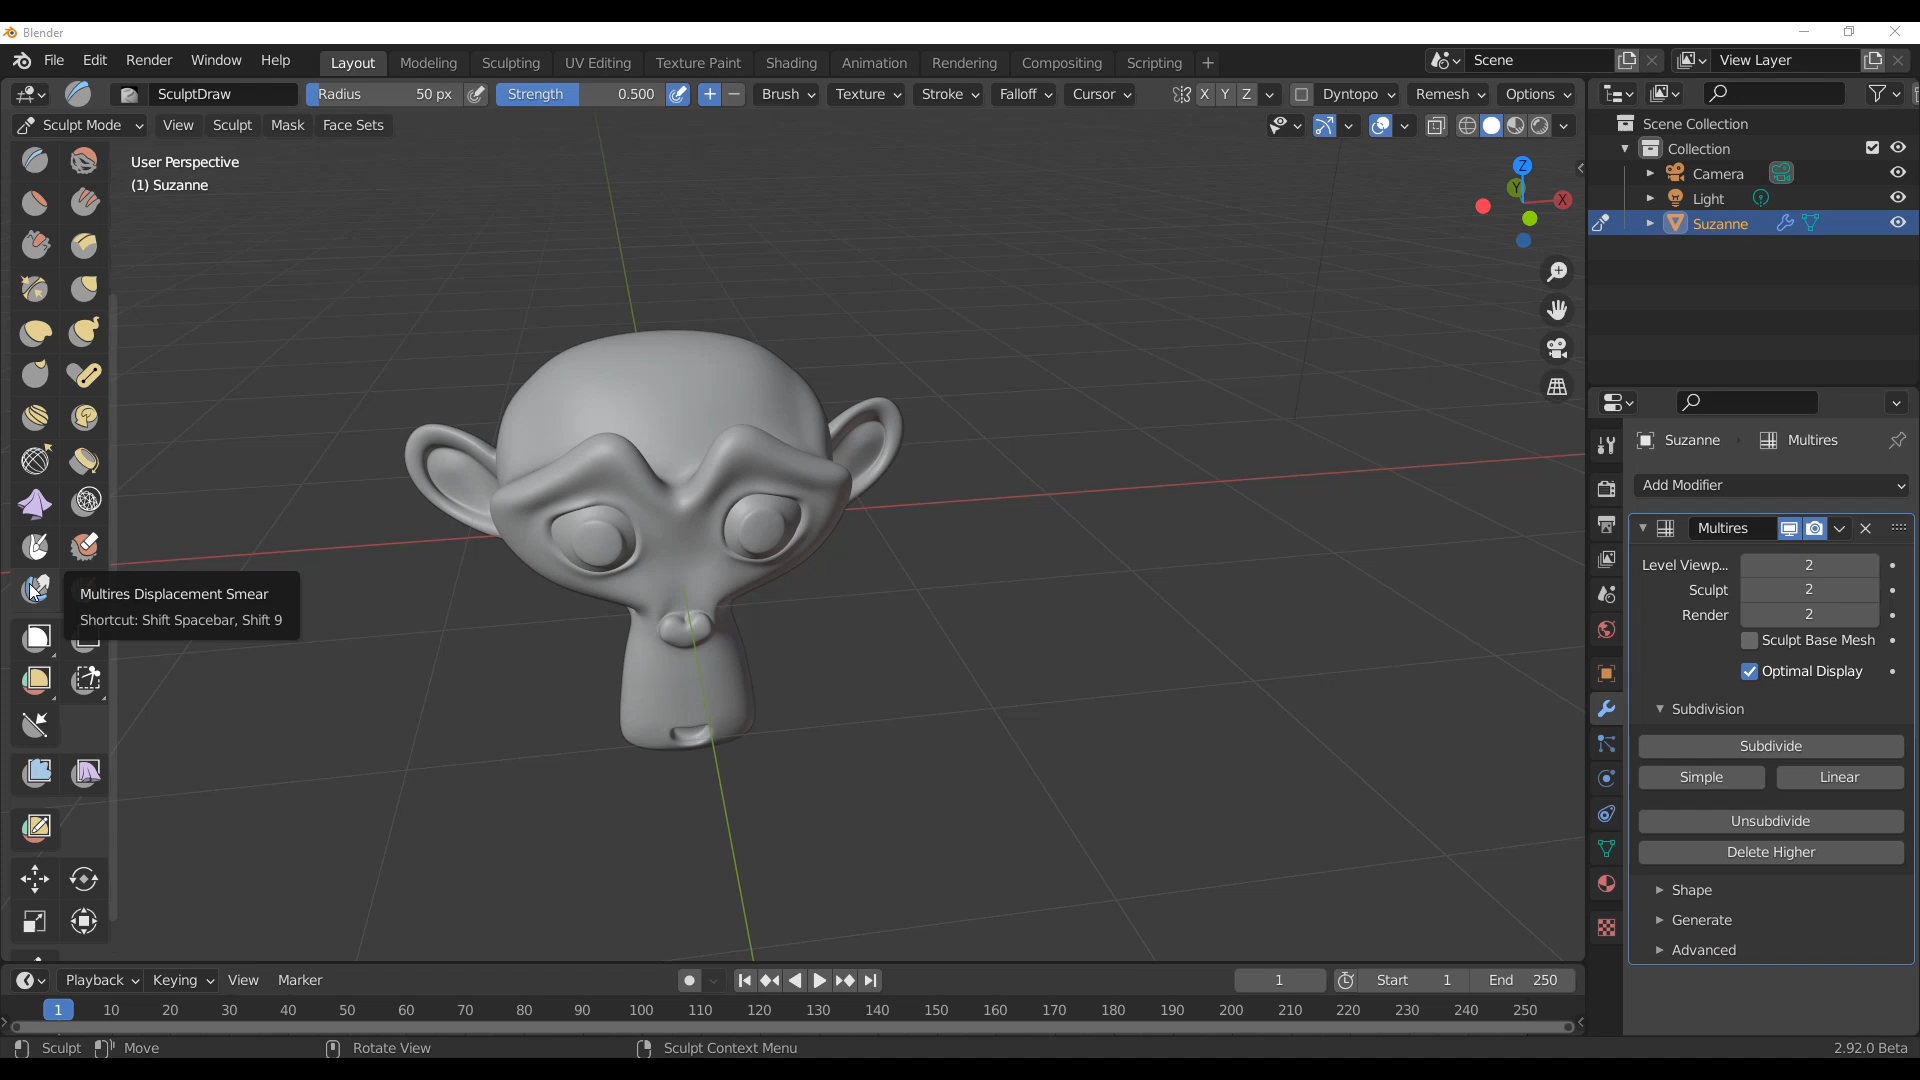 Blender
File Edit Render Window Help Layout Modeling Sculpting UV Editing Texture Paint Shading Animation Rendering Compositing Scripting + Scene View Layer
SculptDraw Radius 50 px Strength 0.500 Brush Texture Stroke Falloff Cursor X Y Z Dyntopo Remesh Options
Sculpt Mode View Sculpt Mask Face Sets
User Perspective
(1) Suzanne
Z
Y
X
Multires Displacement Smear
Shortcut: Shift Spacebar, Shift 9
Scene Collection
Collection
Camera
Light
Suzanne
Suzanne Multires
Add Modifier
Multires
Level Viewp... 2
Sculpt 2
Render 2
Sculpt Base Mesh
Optimal Display
Subdivision
Subdivide
Simple Linear
Unsubdivide
Delete Higher
Shape
Generate
Advanced
Playback Keying View Marker 1 Start 1 End 250
1 10 20 30 40 50 60 70 80 90 100 110 120 130 140 150 160 170 180 190 200 210 220 230 240 250
Sculpt Move Rotate View Sculpt Context Menu 2.92.0 Beta